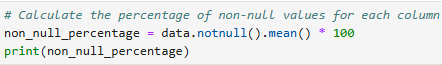 # Calculate the percentage of non-null values for each column
non_null_percentage = data.notnull().mean() * 100
print(non_null_percentage)